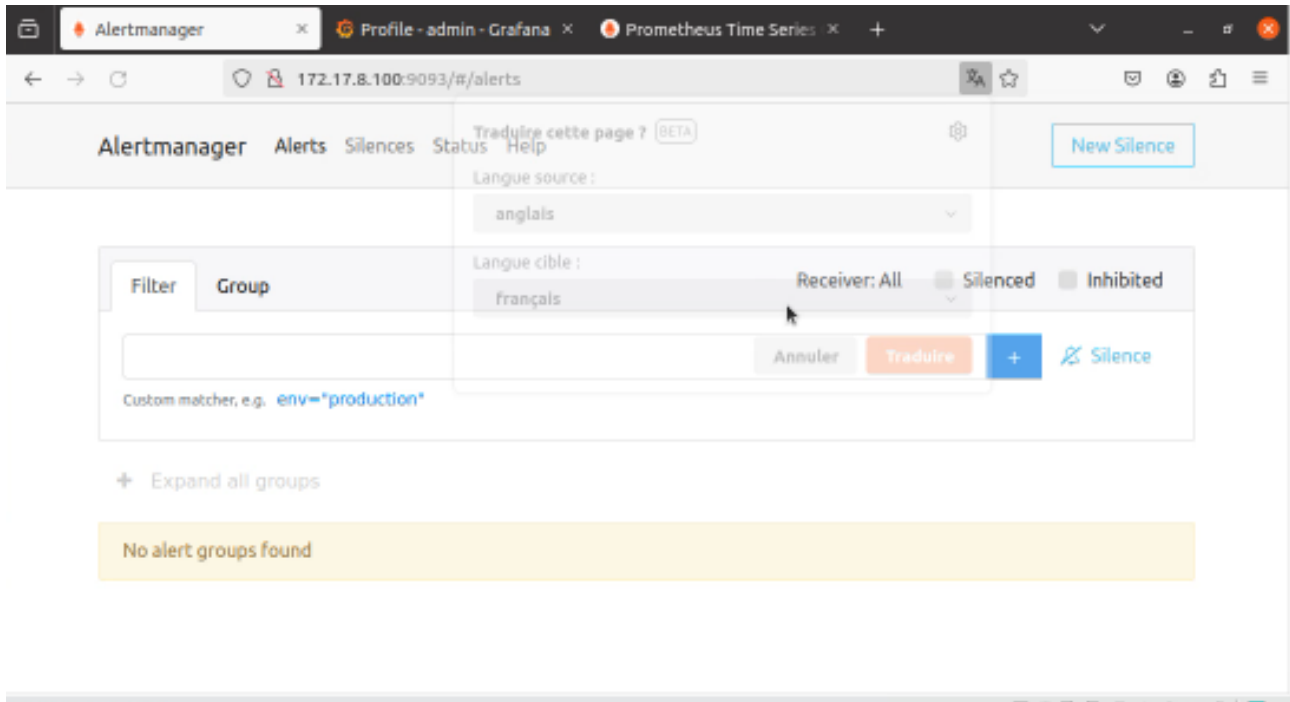 Alertmanager × Profile - admin - Grafana × Prometheus Time Series × +
172.17.8.100:9093/#/alerts
Traduire cette page ? BETA
Alertmanager Alerts Silences Status Help New Silence
Langue source :
anglais
Langue cible :
Filter Group Receiver: All Silenced Inhibited
français
Annuler Traduire + Silence
Custom matcher, e.g. env="production"
+ Expand all groups
No alert groups found